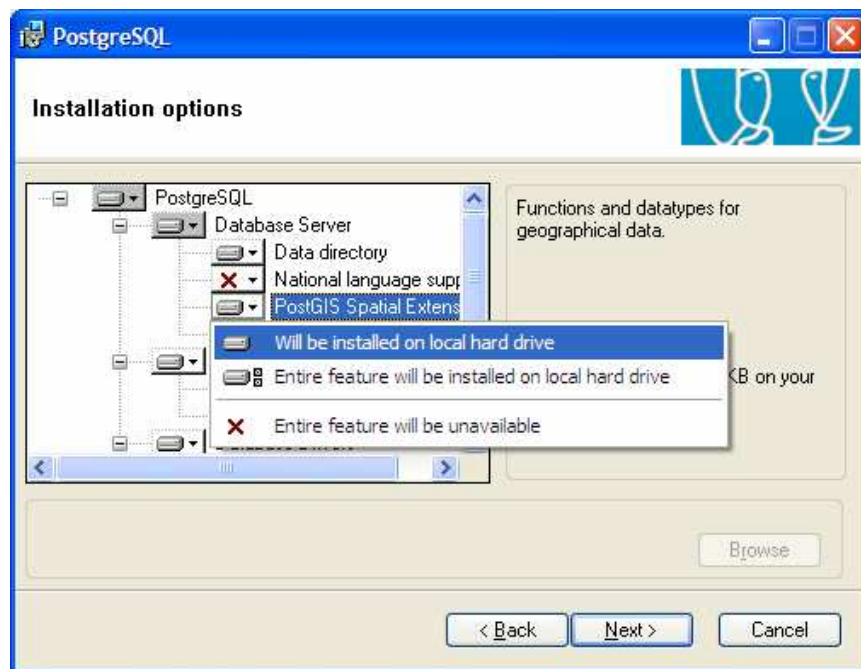 PostgreSQL
Installation options
PostgreSQL
Database Server
Data directory
National language supp
PostGIS Spatial Extens
Will be installed on local hard drive
Entire feature will be installed on local hard drive
Entire feature will be unavailable
Functions and datatypes for
geographical data.
KB on your
Browse
< Back
Next >
Cancel